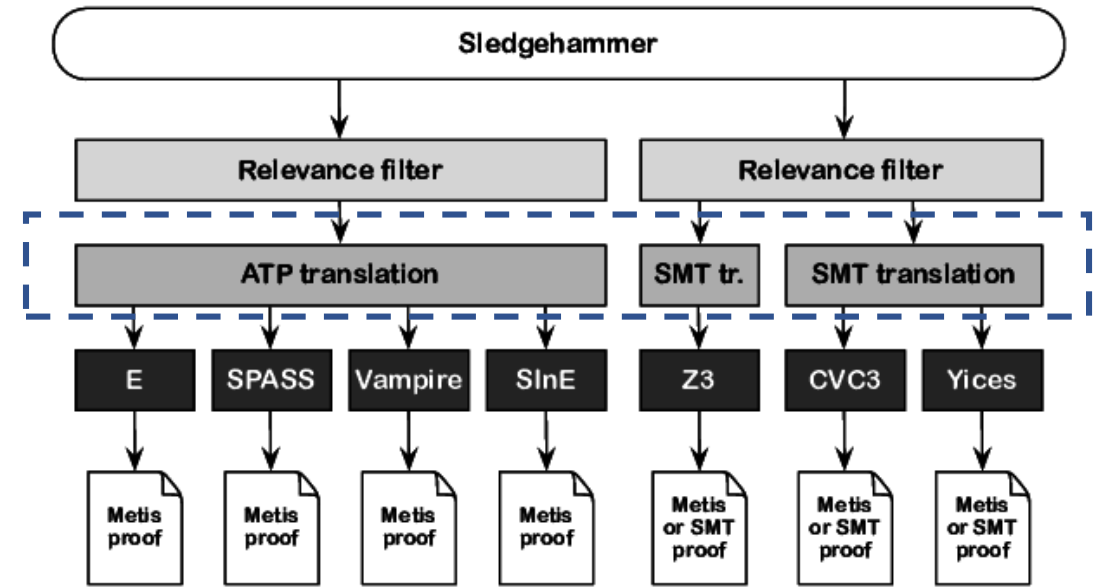 Sledgehammer
Relevance filter
Relevance filter
ATP translation
SMT tr.
SMT translation
E
SPASS
Vampire
SInE
Z3
CVC3
Yices
Metis
proof
Metis
proof
Metis
proof
Metis
proof
Metis
or SMT
proof
Metis
or SMT
proof
Metis
or SMT
proof